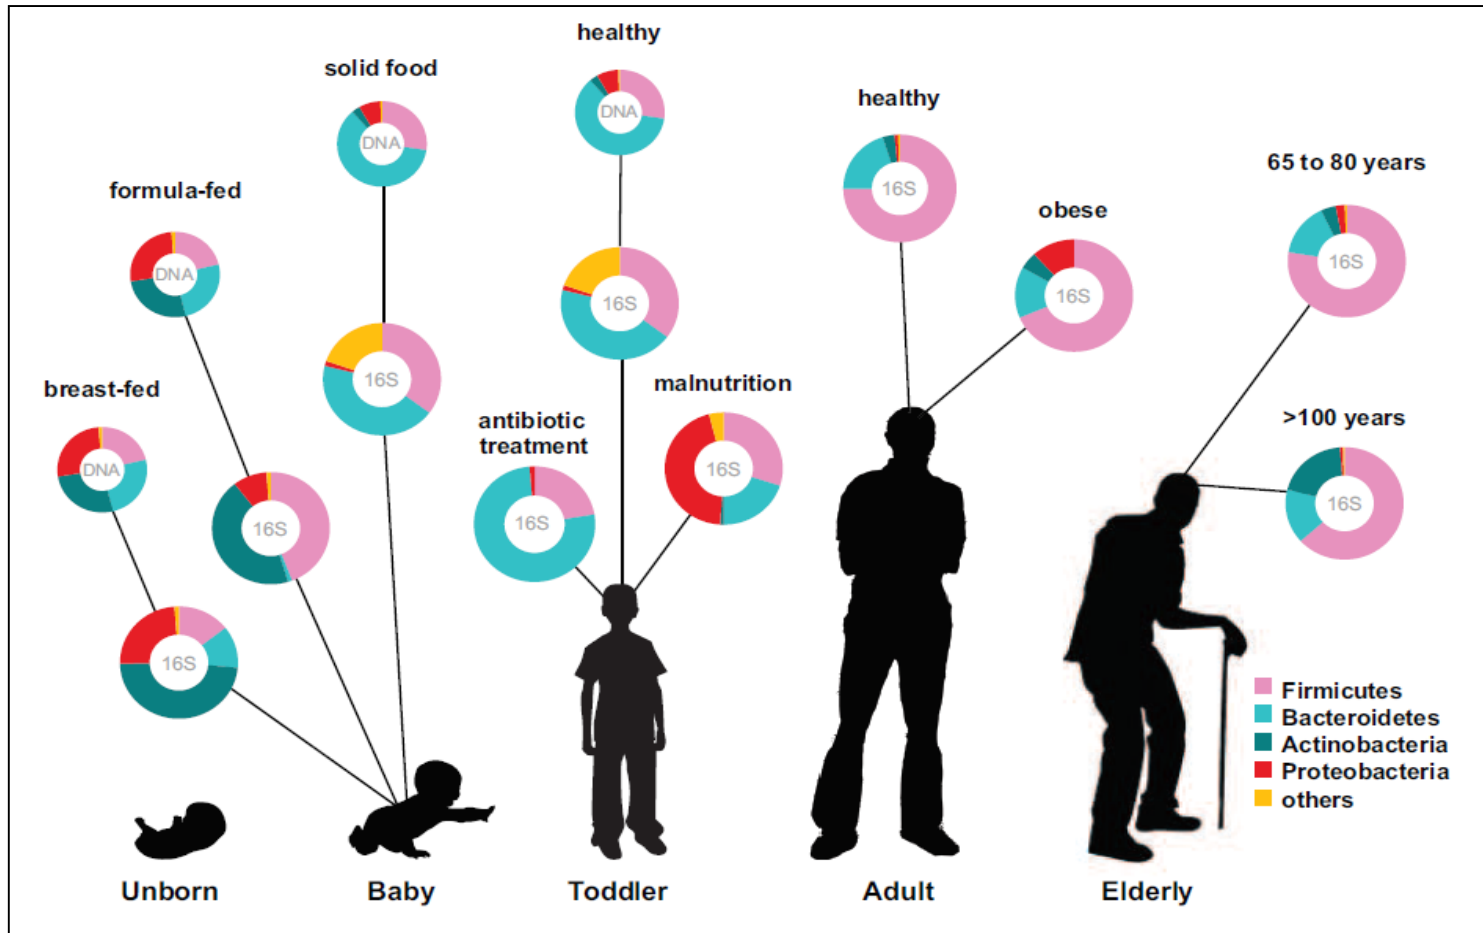 healthy
solid food
DNA
DNA
healthy
16S
65 to 80 years
formula-fed
obese
DNA
16S
16S
16S
breast-fed
16S
malnutrition
antibiotic
treatment
>100 years
DNA
16S
16S
16S
16S
16S
Firmicutes
Bacteroidetes
Actinobacteria
Proteobacteria
others
Unborn
Baby
Toddler
Adult
Elderly